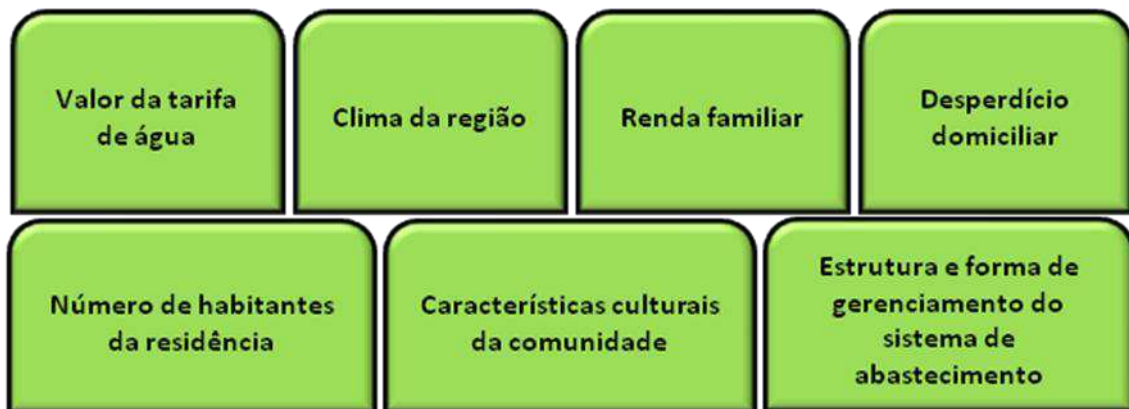 Valor da tarifa
de água
Clima da região
Renda familiar
Desperdício
domiciliar
Número de habitantes
da residência
Características culturais
da comunidade
Estrutura e forma de
gerenciamento do
sistema de
abastecimento